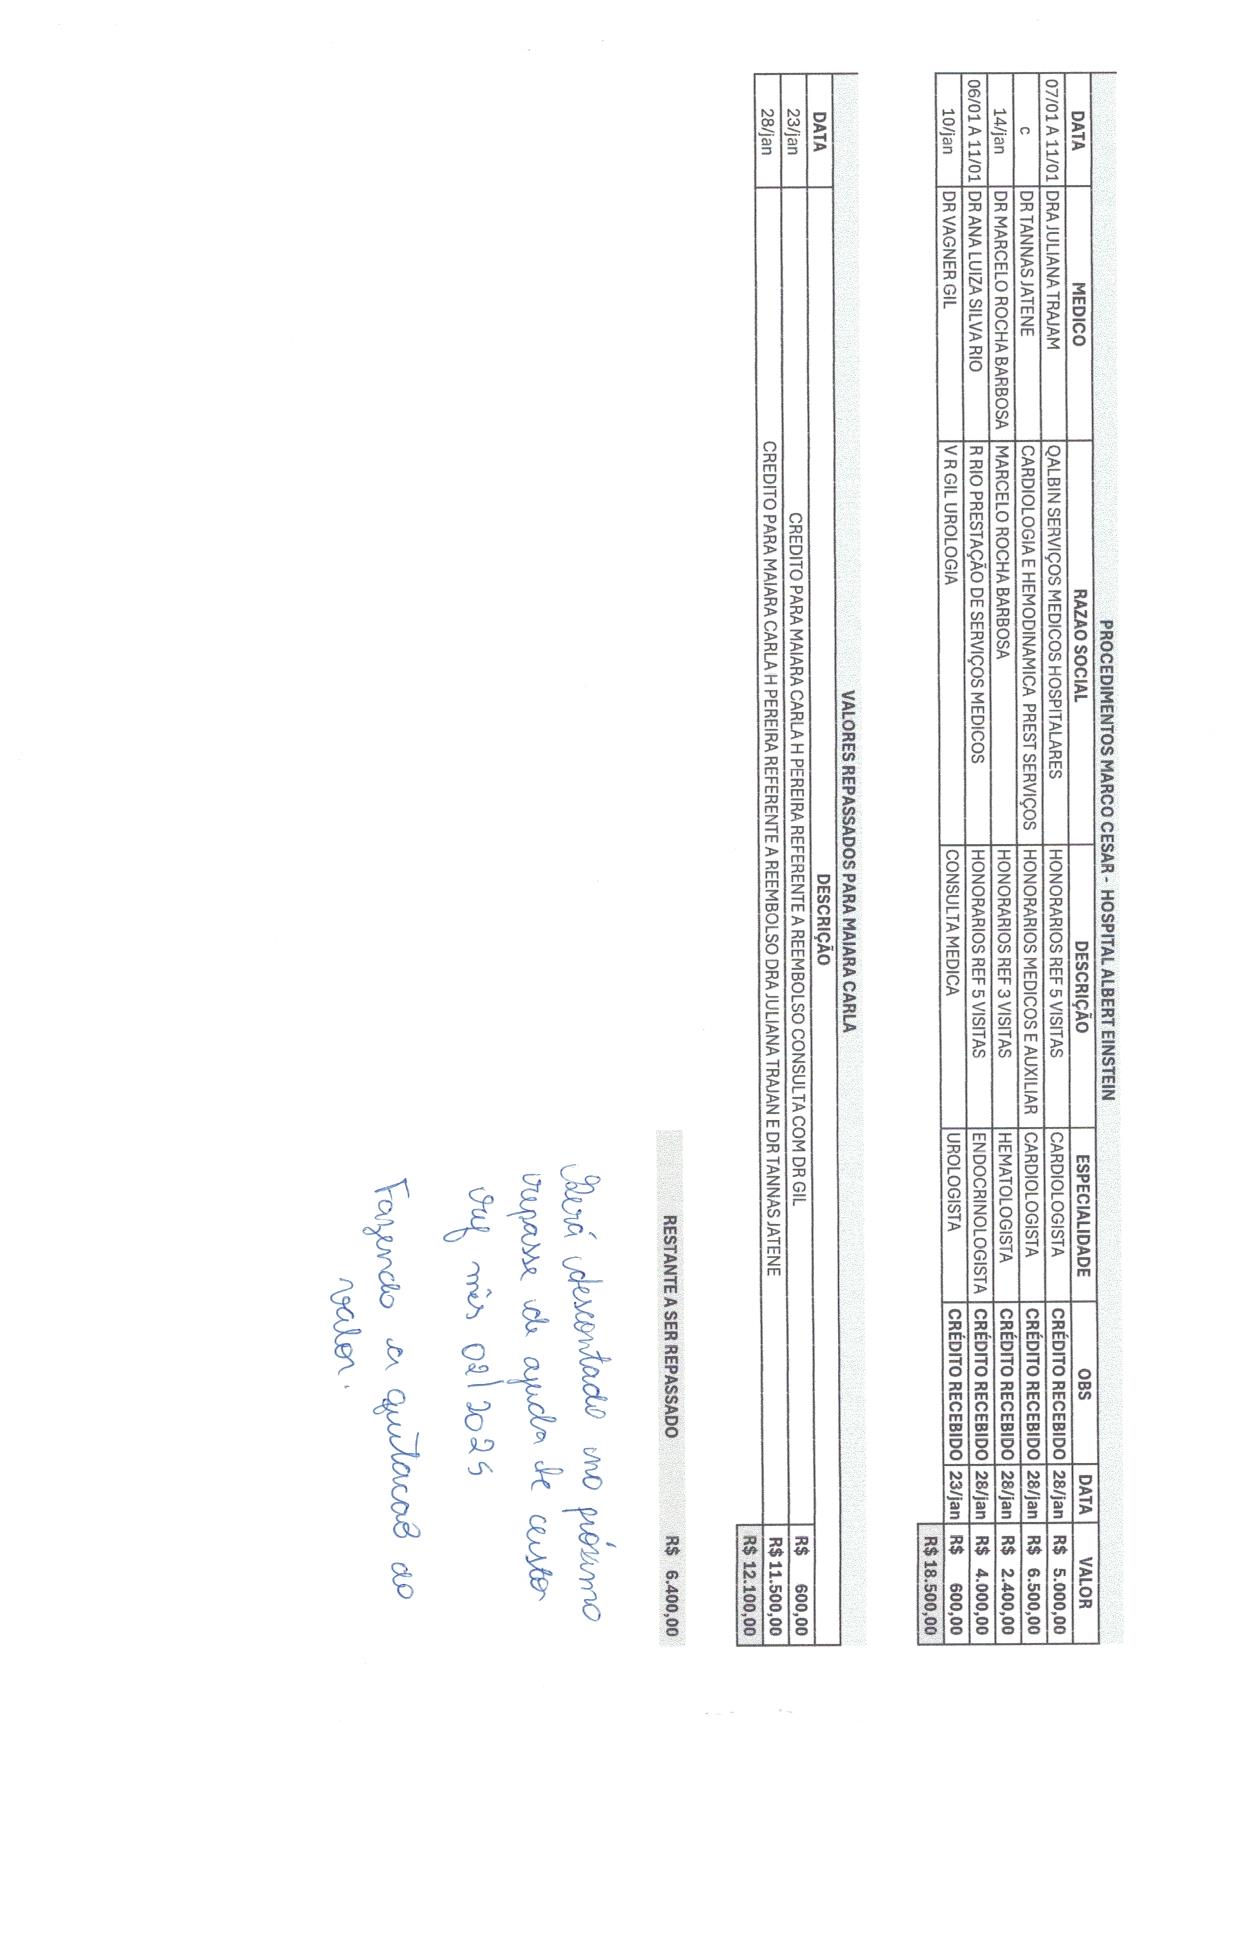 PROCEDIMENTOS MARCO CESAR - HOSPITAL ALBERT EINSTEIN
DATA MEDICO RAZAO SOCIAL DESCRIÇÃO ESPECIALIDADE OBS DATA VALOR
07/01 A 11/01 DRA JULIANA TRAJAM QALBIN SERVIÇOS MEDICOS HOSPITALARES HONORARIOS REF 5 VISITAS CARDIOLOGISTA CRÉDITO RECEBIDO 28/jan R$ 5.000,00
c DR TANNAS JATENE CARDIOLOGIA E HEMODINAMICA PREST SERVIÇOS HONORARIOS MEDICOS E AUXILIAR CARDIOLOGISTA CRÉDITO RECEBIDO 28/jan R$ 6.500,00
14/jan DR MARCELO ROCHA BARBOSA MARCELO ROCHA BARBOSA HONORARIOS REF 3 VISITAS HEMATOLOGISTA CRÉDITO RECEBIDO 28/jan R$ 2.400,00
06/01 A 11/01 DR ANA LUIZA SILVA RIO R RIO PRESTAÇÃO DE SERVIÇOS MEDICOS HONORARIOS REF 5 VISITAS ENDOCRINOLOGISTA CRÉDITO RECEBIDO 28/jan R$ 4.000,00
10/jan DR VAGNER GIL V R GIL UROLOGIA CONSULTA MEDICA UROLOGISTA CRÉDITO RECEBIDO 23/jan R$ 600,00
R$ 18.500,00
VALORES REPASSADOS PARA MAIARA CARLA
DATA DESCRIÇÃO
23/jan CREDITO PARA MAIARA CARLA H PEREIRA REFERENTE A REEMBOLSO CONSULTA COM DR GIL R$ 600,00
28/jan CREDITO PARA MAIARA CARLA H PEREIRA REFERENTE A REEMBOLSO DRA JULIANA TRAJAN E DR TANNAS JATENE R$ 11.500,00
R$ 12.100,00
RESTANTE A SER REPASSADO R$ 6.400,00
Será descontado no próximo
repasse de ajuda de custo
ref mês 02/2025
Fazendo a quitacao do
valor.